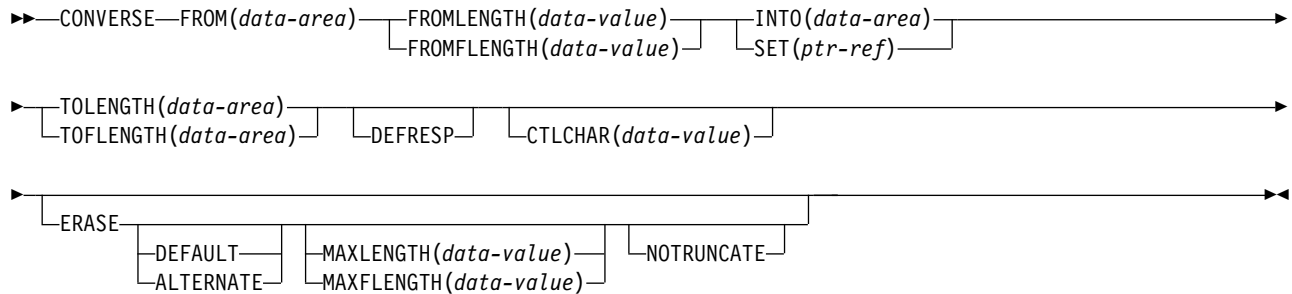 CONVERSE FROM(data-area) FROMLENGTH(data-value) INTO(data-area)
FROMFLENGTH(data-value) SET(ptr-ref)
TOLENGTH(data-area)
TOFLENGTH(data-area) DEFRESP CTLCHAR(data-value)
ERASE
DEFAULT MAXLENGTH(data-value) NOTRUNCATE
ALTERNATE MAXFLENGTH(data-value)